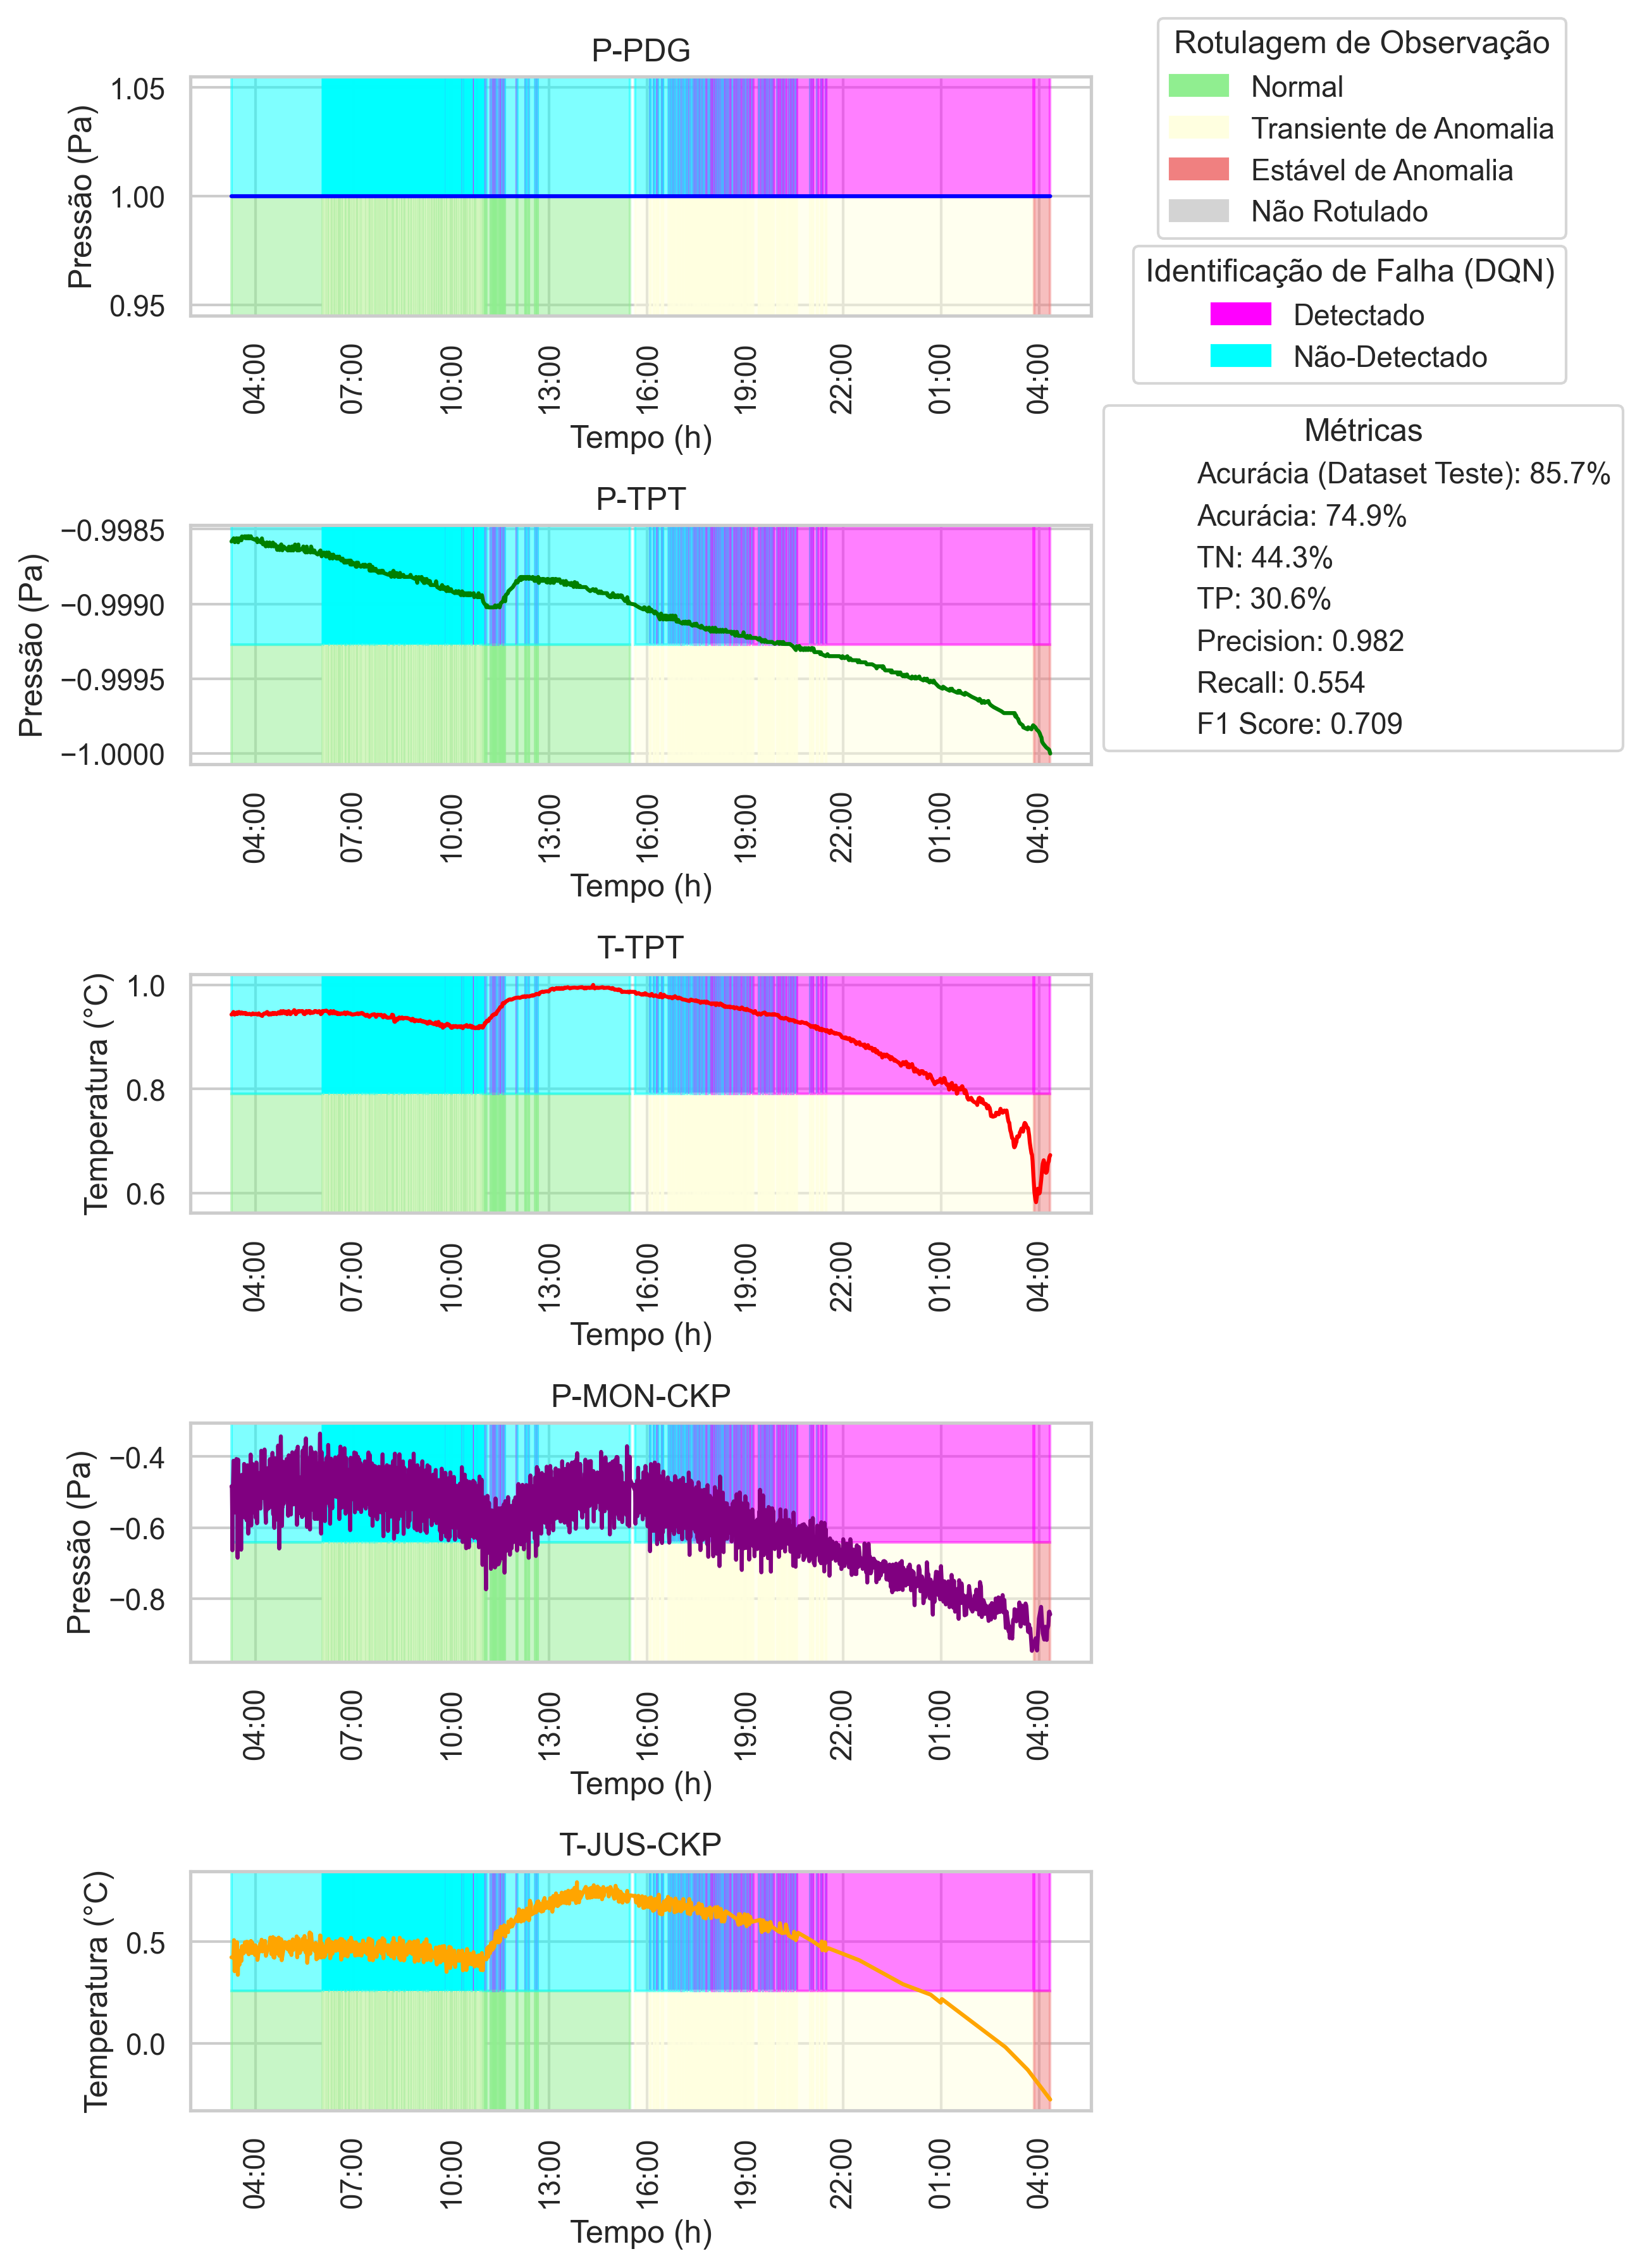 P-PDG
Pressão (Pa)
1.05
1.00
0.95
04:00
07:00
10:00
13:00
16:00
19:00
22:00
01:00
04:00
Tempo (h)
Rotulagem de Observação
Normal
Transiente de Anomalia
Estável de Anomalia
Não Rotulado
Identificação de Falha (DQN)
Detectado
Não-Detectado
Métricas
Acurácia (Dataset Teste): 85.7%
Acurácia: 74.9%
TN: 44.3%
TP: 30.6%
Precision: 0.982
Recall: 0.554
F1 Score: 0.709
P-TPT
Pressão (Pa)
−0.9985
−0.9990
−0.9995
−1.0000
04:00
07:00
10:00
13:00
16:00
19:00
22:00
01:00
04:00
Tempo (h)
T-TPT
Temperatura (°C)
1.0
0.8
0.6
04:00
07:00
10:00
13:00
16:00
19:00
22:00
01:00
04:00
Tempo (h)
P-MON-CKP
Pressão (Pa)
−0.4
−0.6
−0.8
04:00
07:00
10:00
13:00
16:00
19:00
22:00
01:00
04:00
Tempo (h)
T-JUS-CKP
Temperatura (°C)
0.5
0.0
04:00
07:00
10:00
13:00
16:00
19:00
22:00
01:00
04:00
Tempo (h)